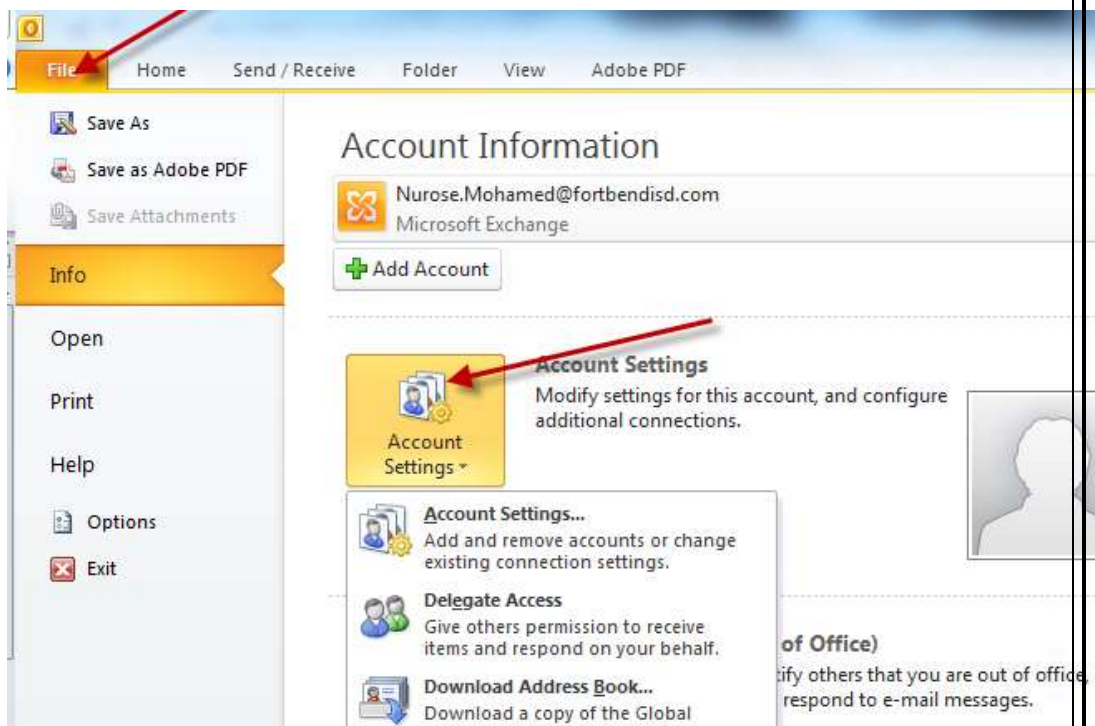 File Home Send / Receive Folder View Adobe PDF
Save As
Save as Adobe PDF
Save Attachments
Info
Open
Print
Help
Options
Exit
Account Information
Nurose.Mohamed@fortbendisd.com
Microsoft Exchange
Add Account
Account Settings
Modify settings for this account, and configure
additional connections.
Account
Settings
Account Settings...
Add and remove accounts or change
existing connection settings.
Delegate Access
Give others permission to receive
items and respond on your behalf.
Download Address Book...
Download a copy of the Global
of Office)
ify others that you are out of office,
respond to e-mail messages.